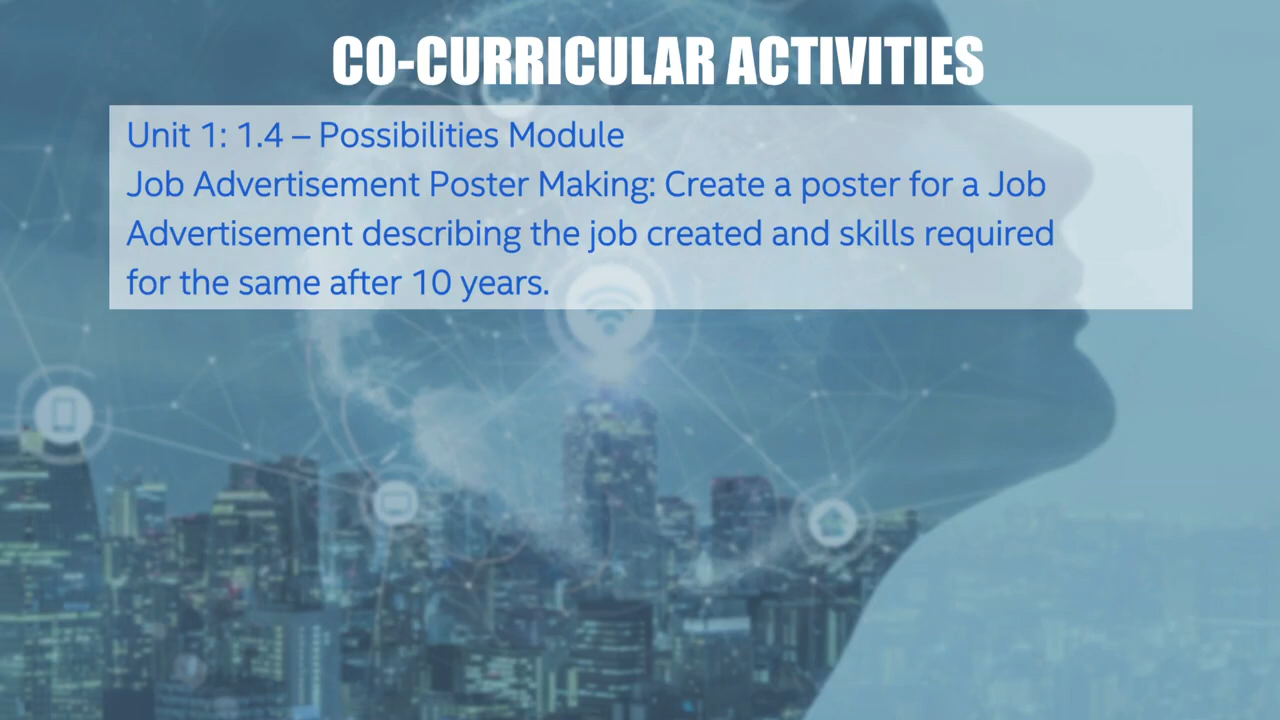 CO-CURRICULAR ACTIVITIES
Unit 1: 1.4 – Possibilities Module
Job Advertisement Poster Making: Create a poster for a Job
Advertisement describing the job created and skills required
for the same after 10 years.